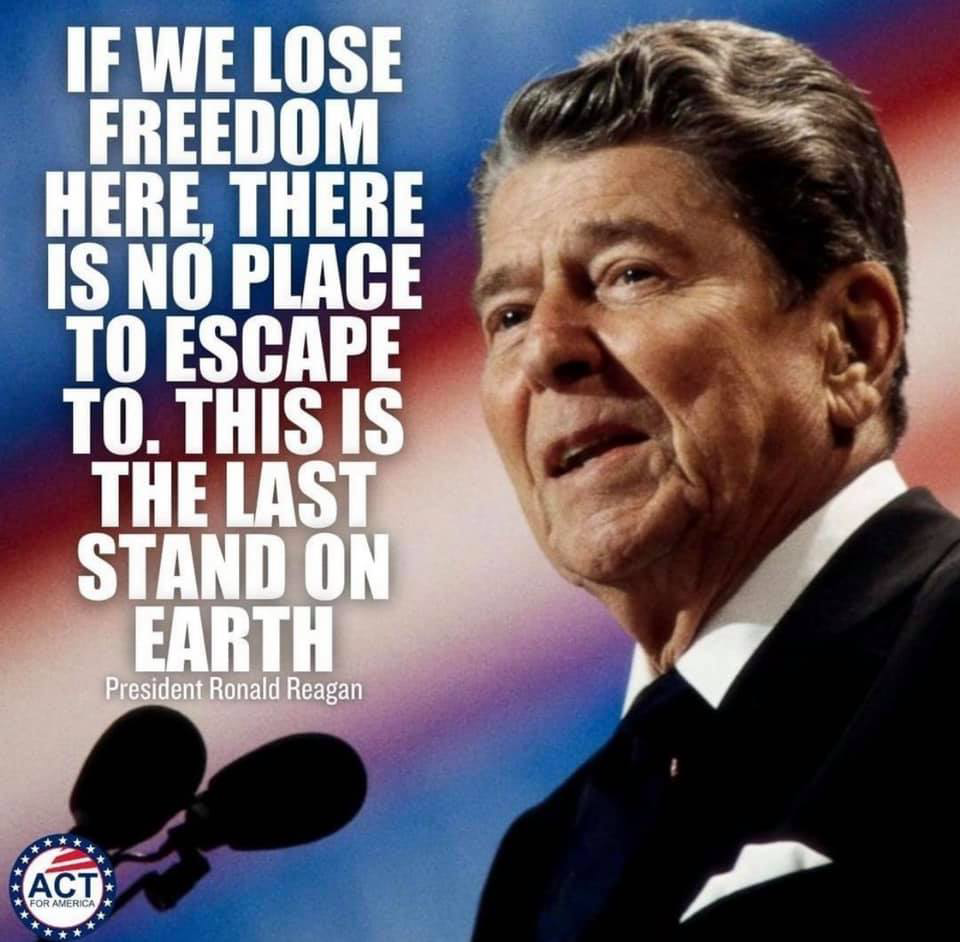 IF WE LOSE
FREEDOM
HERE, THERE
IS NO PLACE
TO ESCAPE
TO. THIS IS
THE LAST
STAND ON
EARTH
President Ronald Reagan
ACT
FOR AMERICA